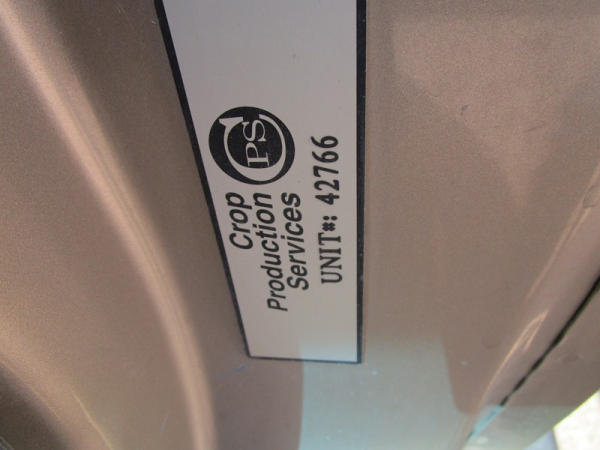 CPS
Crop
Production
Services
UNIT#: 42766